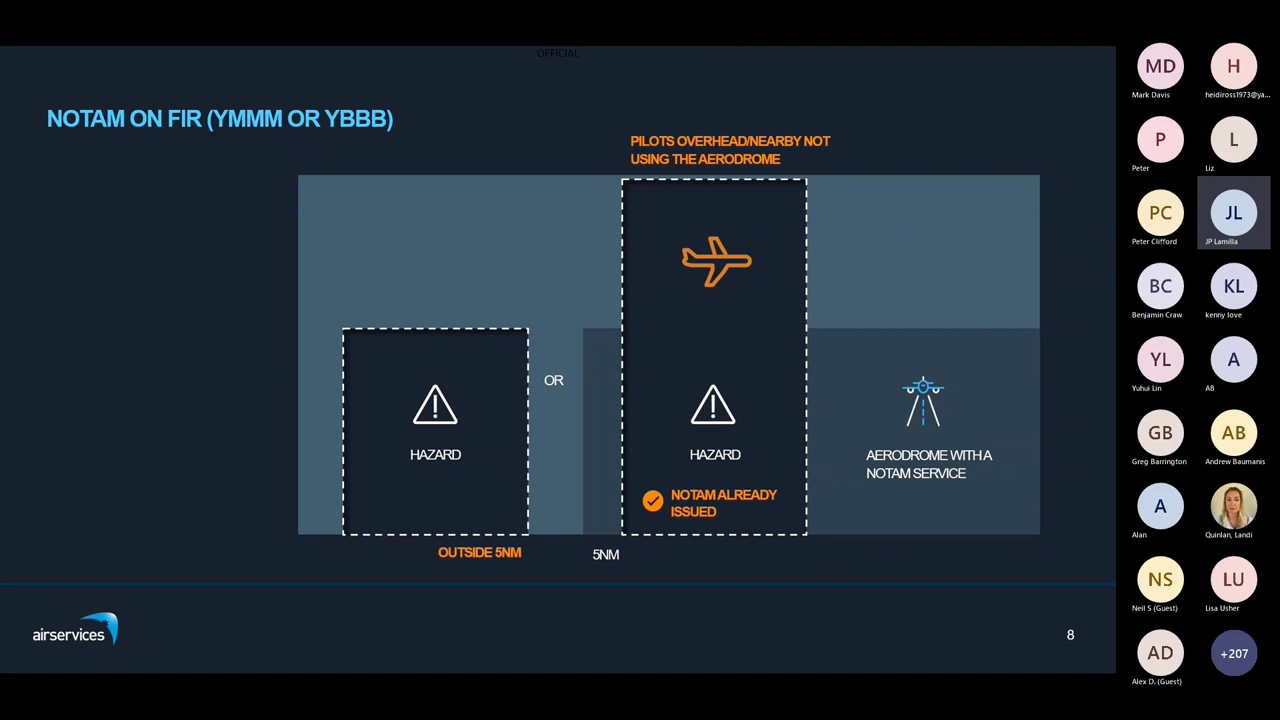 OFFICIAL
NOTAM ON FIR (YMMM OR YBBB)
PILOTS OVERHEAD/NEARBY NOT
USING THE AERODROME
OR
HAZARD
HAZARD
AERODROME WITH A
NOTAM SERVICE
NOTAM ALREADY
ISSUED
OUTSIDE 5NM
5NM
airservices
8
MD
Mark Davis
H
heidiross1973@ya...
P
Peter
L
Liz
PC
Peter Clifford
JL
JP Lamilla
BC
Benjamin Craw
KL
kenny love
YL
Yuhui Lin
A
AB
GB
Greg Barrington
AB
Andrew Baumanis
A
Alan
Quinlan, Landi
NS
Neil S (Guest)
LU
Lisa Usher
AD
Alex D. (Guest)
+207